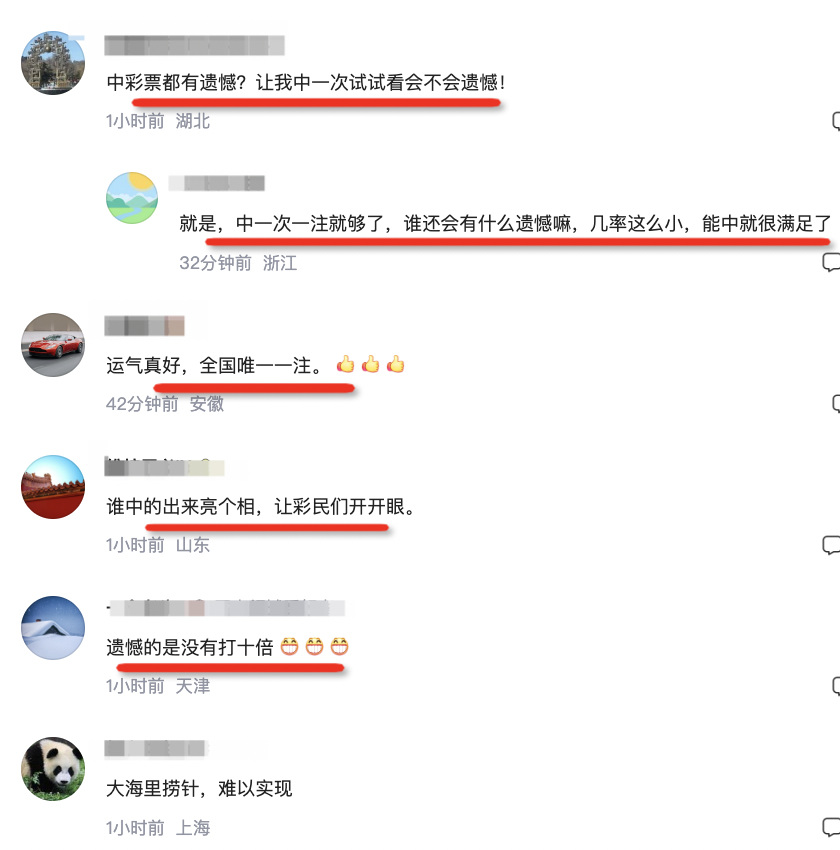 中彩票都有遗憾？让我中一次试试看会不会遗憾！
1小时前 湖北
就是，中一次一注就够了，谁还会有什么遗憾嘛，几率这么小，能中就很满足了
32分钟前 浙江
运气真好，全国唯一一注。👍👍👍
42分钟前 安徽
谁中的出来亮个相，让彩民们开开眼。
1小时前 山东
遗憾的是没有打十倍😁😁😁
1小时前 天津
大海里捞针，难以实现
1小时前 上海